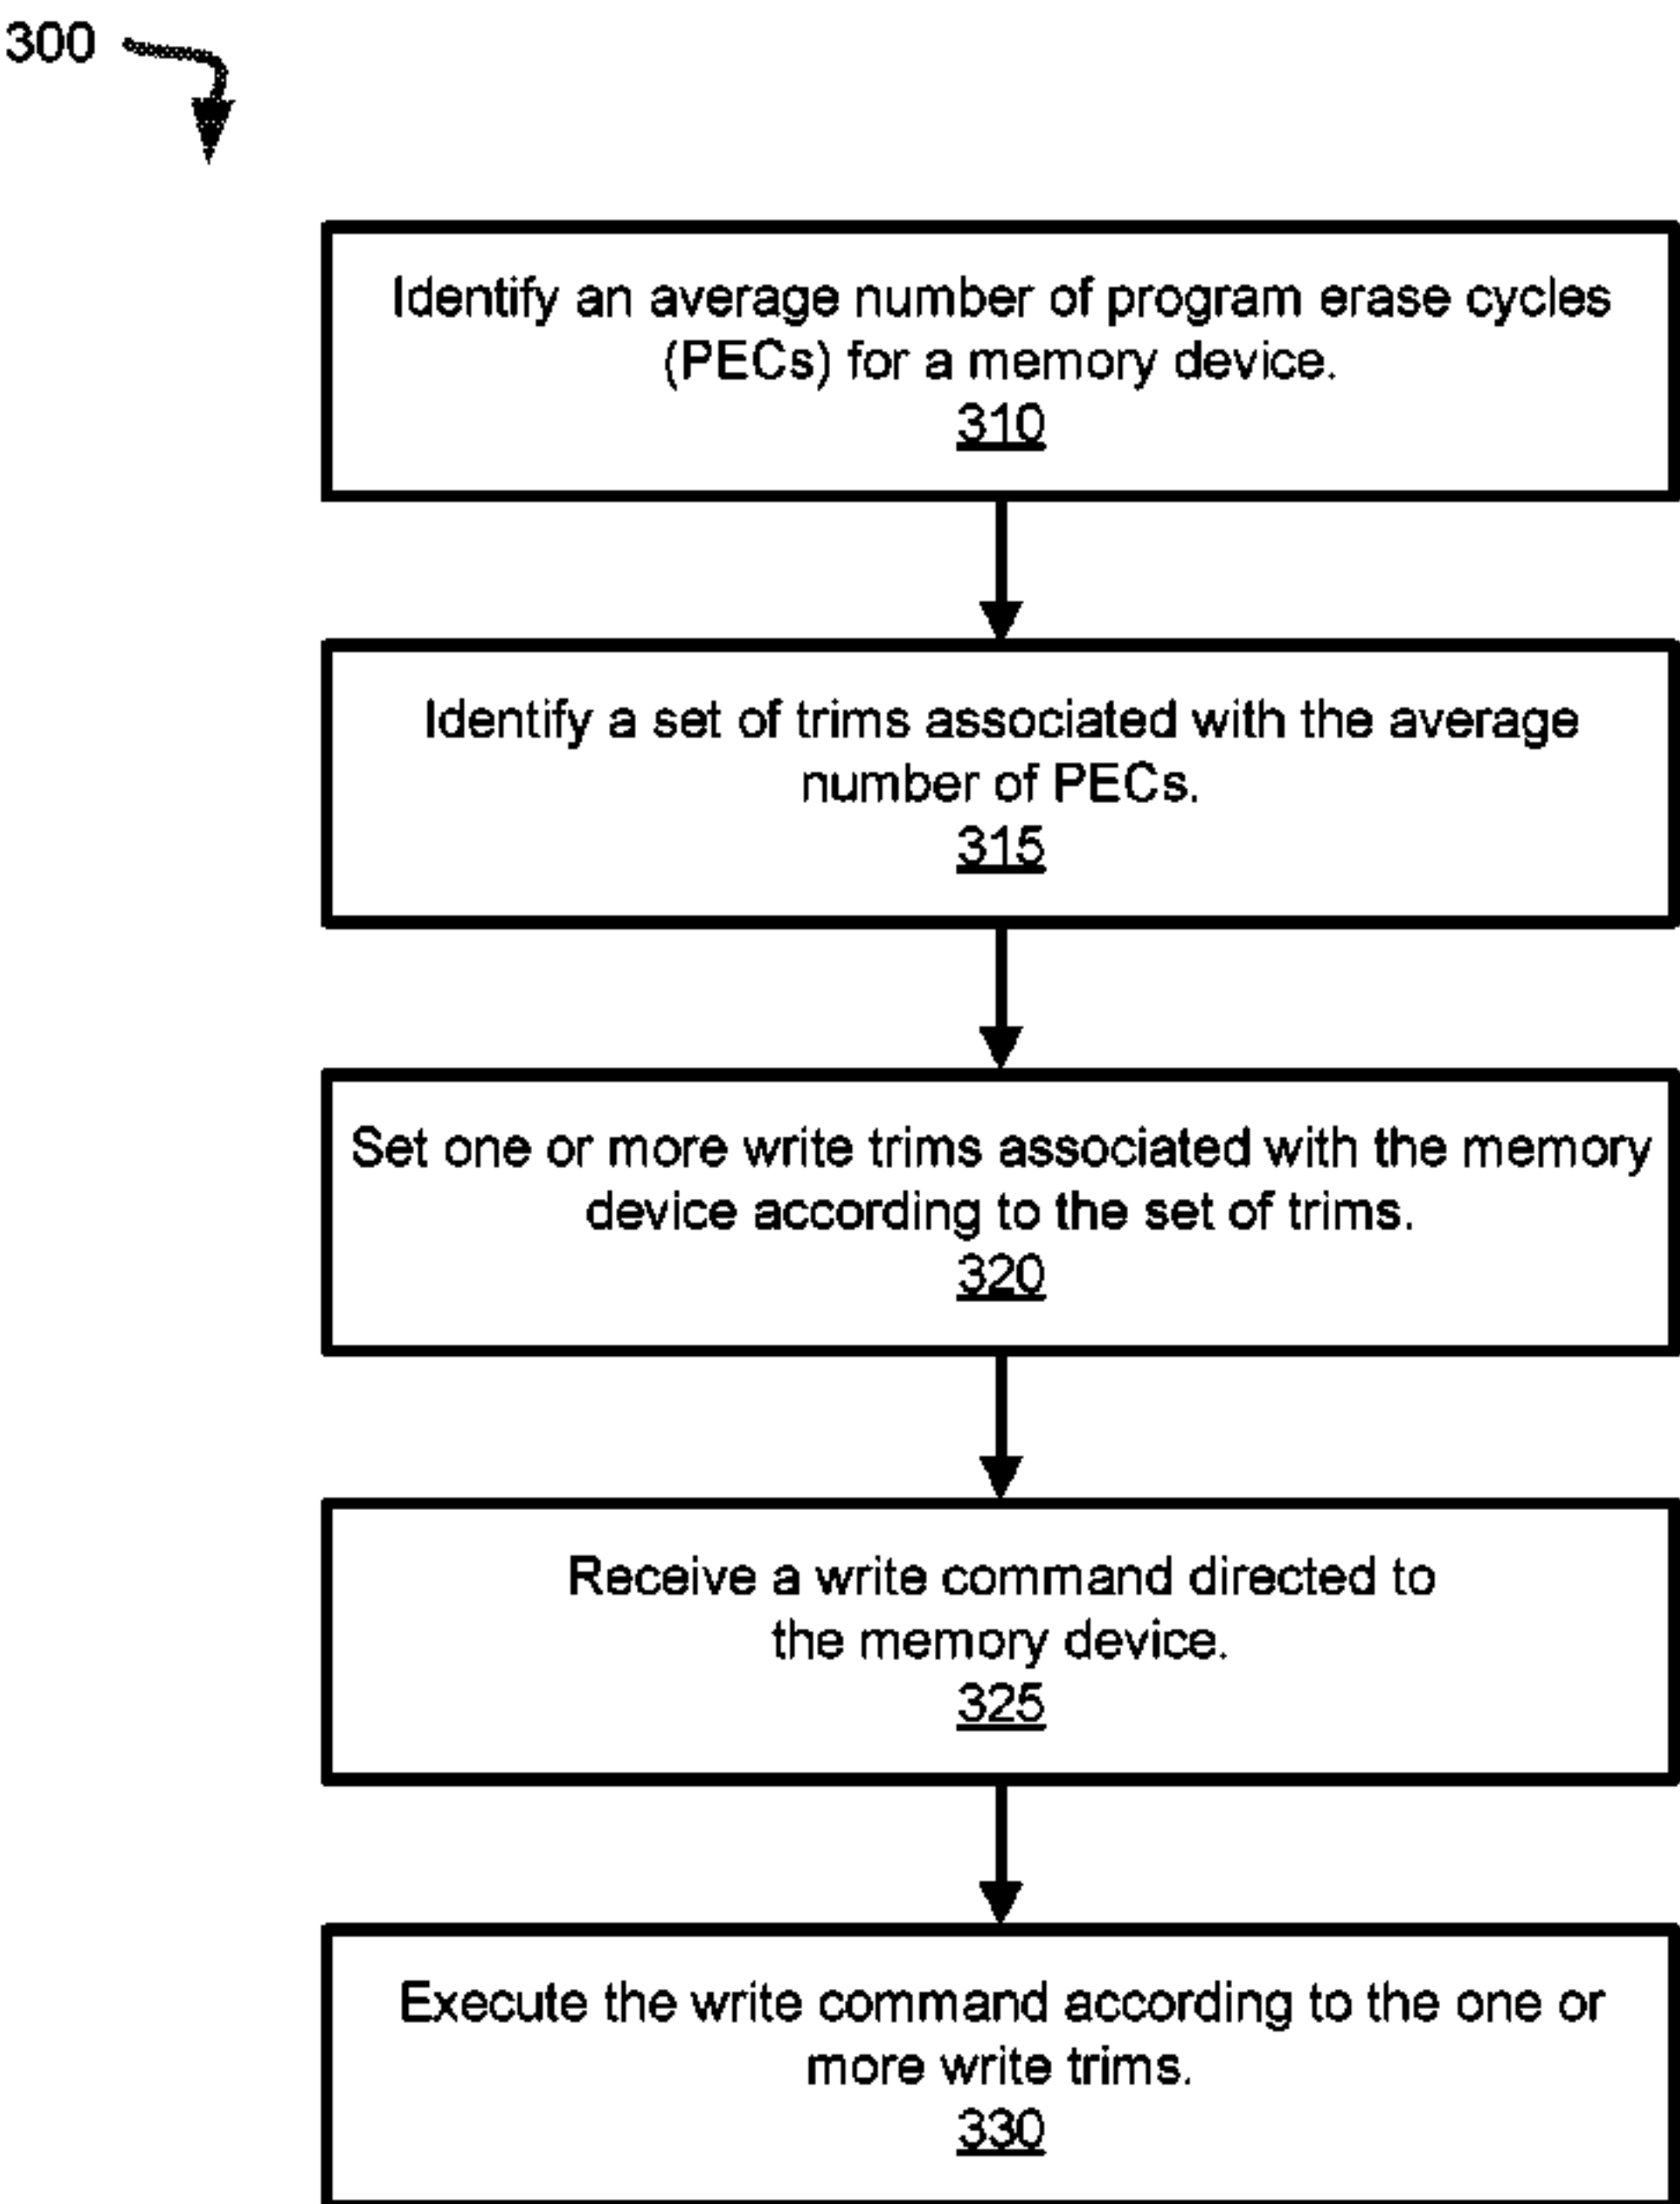 300
Identify an average number of program erase cycles
(PECs) for a memory device.
310
Identify a set of trims associated with the average
number of PECs.
315
Set one or more write trims associated with the memory
device according to the set of trims.
320
Receive a write command directed to
the memory device.
325
Execute the write command according to the one or
more write trims.
330